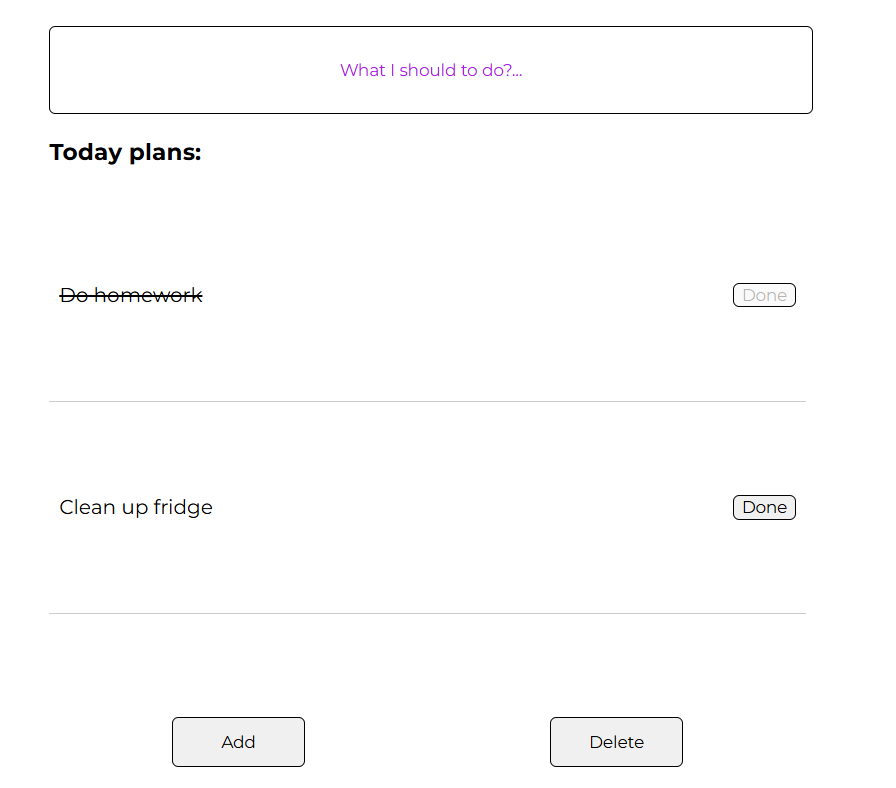 What I should to do?...
Today plans:
Do homework
Done
Clean up fridge
Done
Add
Delete